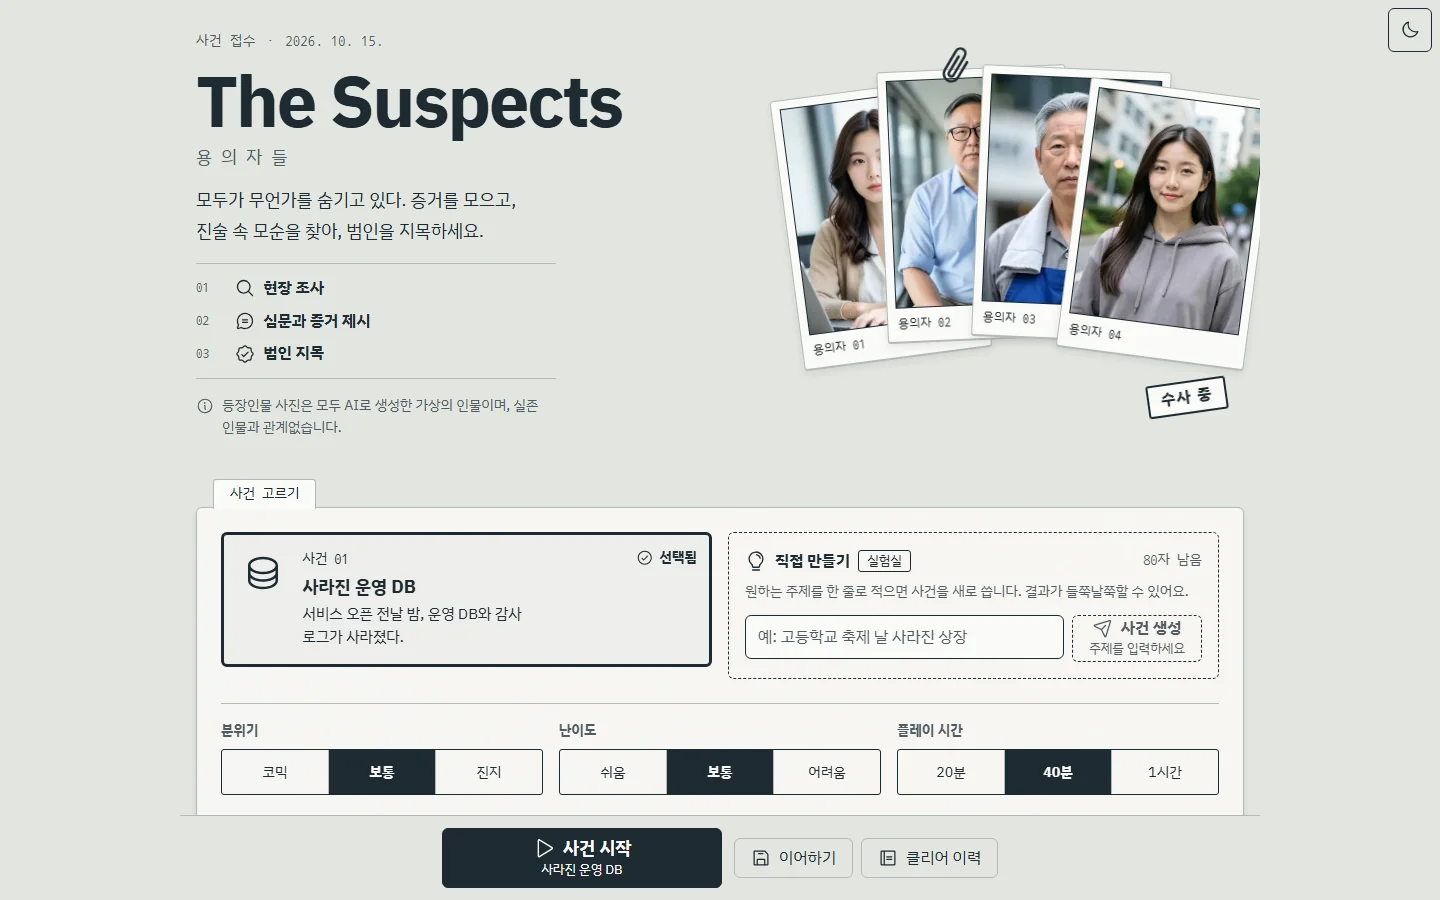 사건 접수 · 2026. 10. 15.
The Suspects
용의자들
모두가 무언가를 숨기고 있다. 증거를 모으고,
진술 속 모순을 찾아, 범인을 지목하세요.
01 현장 조사
02 심문과 증거 제시
03 범인 지목
등장인물 사진은 모두 AI로 생성한 가상의 인물이며, 실존
인물과 관계없습니다.
용의자 01
용의자 02
용의자 03
용의자 04
수사 중
사건 고르기
사건 01
선택됨
사라진 운영 DB
서비스 오픈 전날 밤, 운영 DB와 감사
로그가 사라졌다.
직접 만들기 실험실 80자 남음
원하는 주제를 한 줄로 적으면 사건을 새로 씁니다. 결과가 들쭉날쭉할 수 있어요.
예: 고등학교 축제 날 사라진 상장
사건 생성
주제를 입력하세요
분위기
코믹 보통 진지
난이도
쉬움 보통 어려움
플레이 시간
20분 40분 1시간
사건 시작
사라진 운영 DB
이어하기
클리어 이력